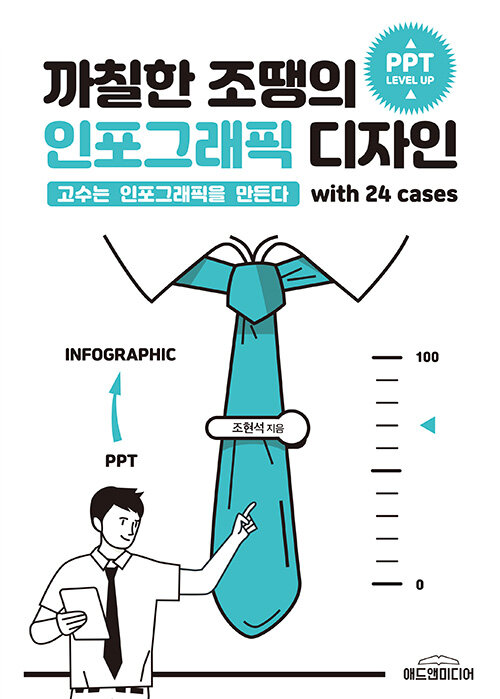 PPT
LEVEL UP
까칠한 조땡의
인포그래픽 디자인
고수는 인포그래픽을 만든다 with 24 cases
INFOGRAPHIC
100
조현석 지음
PPT
0
애드앤미디어